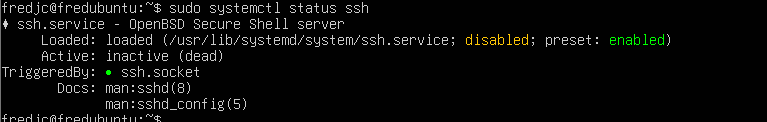 fredjc@fredubuntu:~$ sudo systemctl status ssh
♦ ssh.service - OpenBSD Secure Shell server
     Loaded: loaded (/usr/lib/systemd/system/ssh.service; disabled; preset: enabled)
     Active: inactive (dead)
TriggeredBy: ● ssh.socket
       Docs: man:sshd(8)
             man:sshd_config(5)
fredjc@fredubuntu:~$